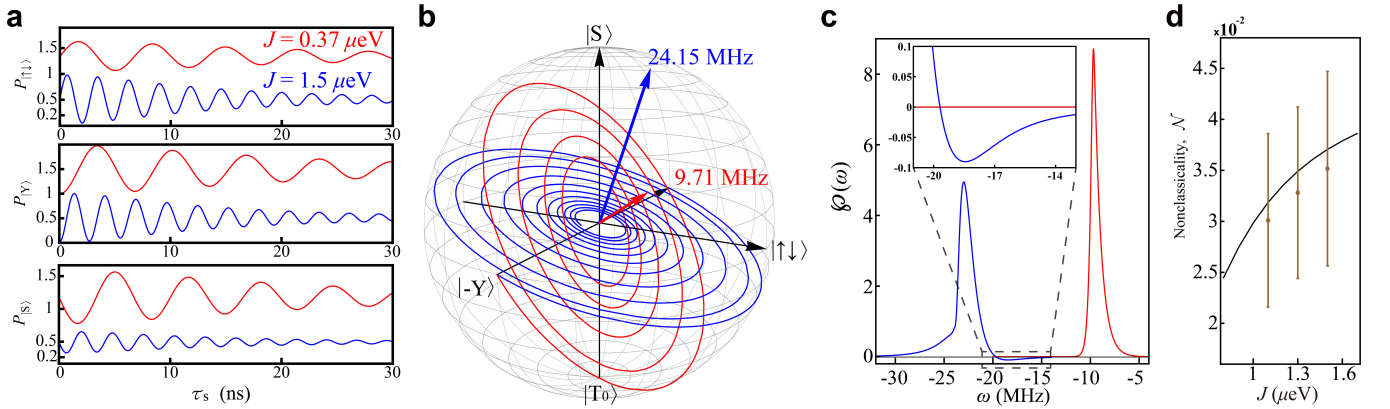 a
P|↑↓⟩
1.5
1
0.5
0.2
J = 0.37 μeV
J = 1.5 μeV
0
10
20
30
P|Y⟩
1.5
1
0.5
0
0
10
20
30
P|S⟩
1.5
1
0.5
0.2
0
10
20
30
τs (ns)
b
|S⟩
24.15 MHz
9.71 MHz
|↑↓⟩
|-Y⟩
|T0⟩
c
℘(ω)
8
6
4
2
0
0.1
0.05
0
-0.05
-0.1
-20
-17
-14
-30
-25
-20
-15
-10
-5
ω (MHz)
d
×10-2
Nonclassicality, 𝒩
4.5
4
3.5
3
2.5
2
1
1.3
1.6
J (μeV)